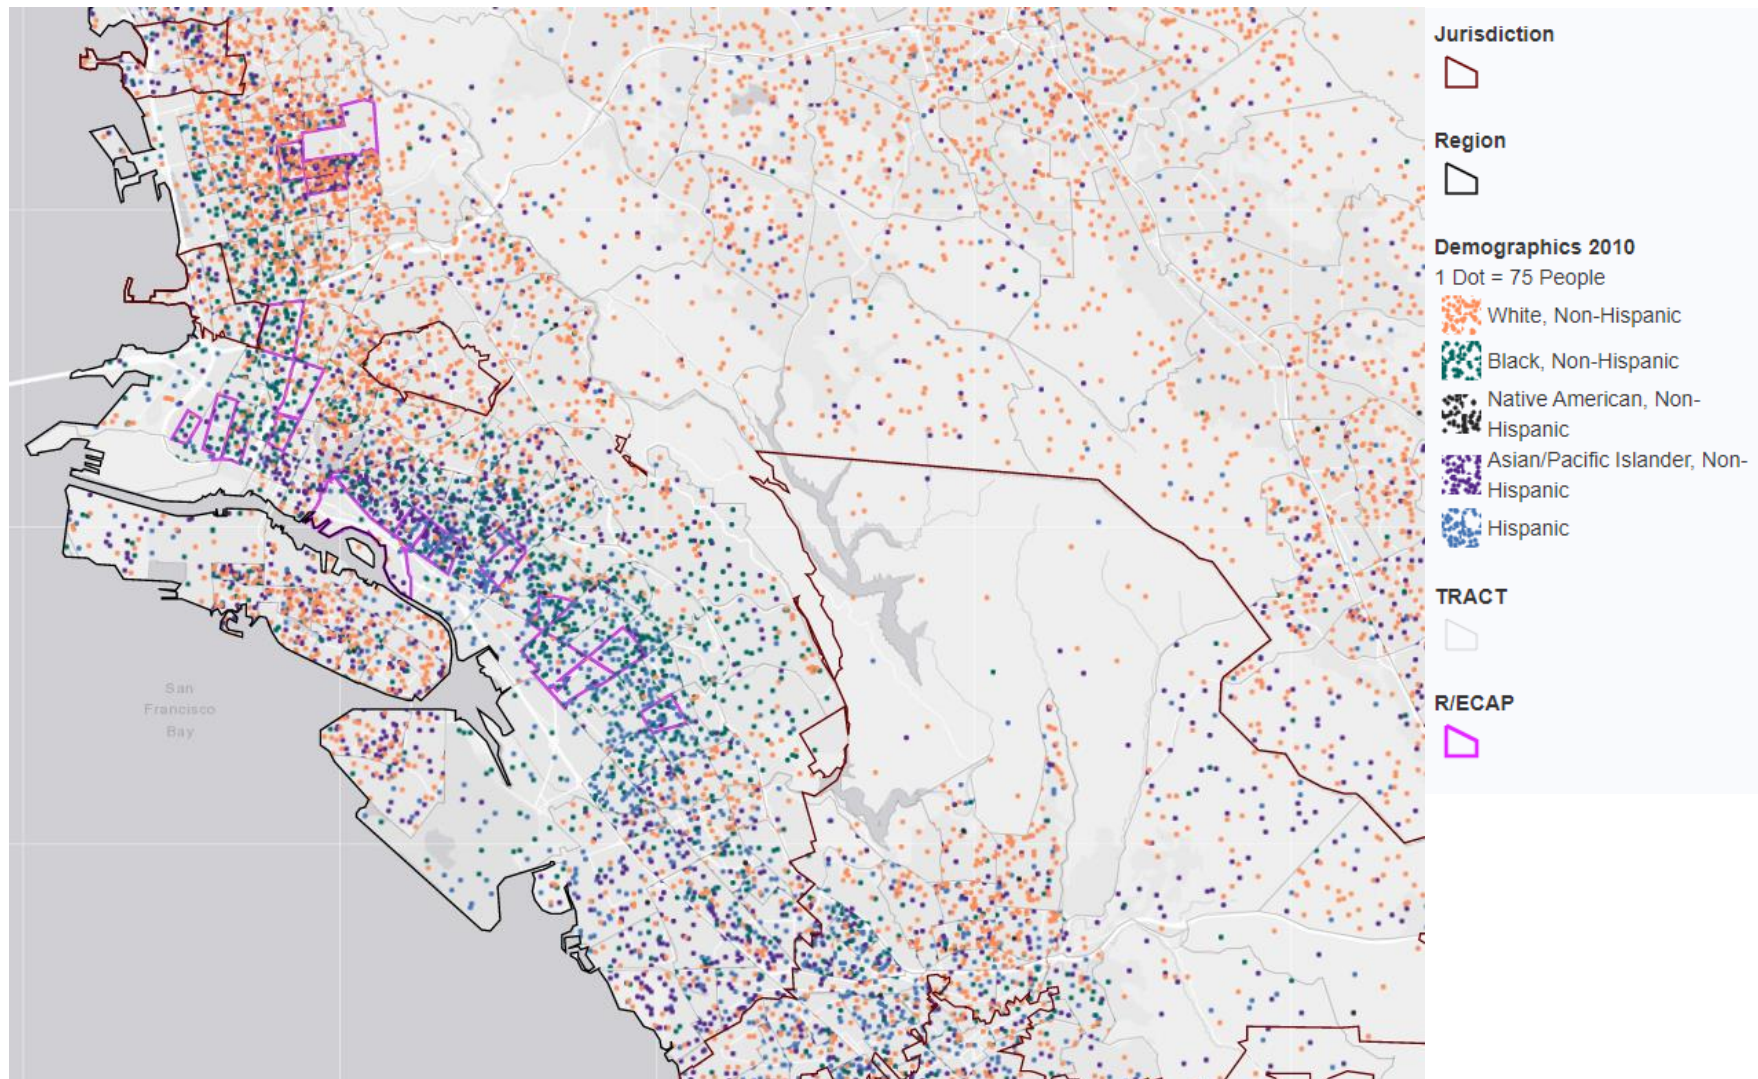 San
Francisco
Bay
Jurisdiction
Region
Demographics 2010
1 Dot = 75 People
White, Non-Hispanic
Black, Non-Hispanic
Native American, Non-
Hispanic
Asian/Pacific Islander, Non-
Hispanic
Hispanic
TRACT
R/ECAP